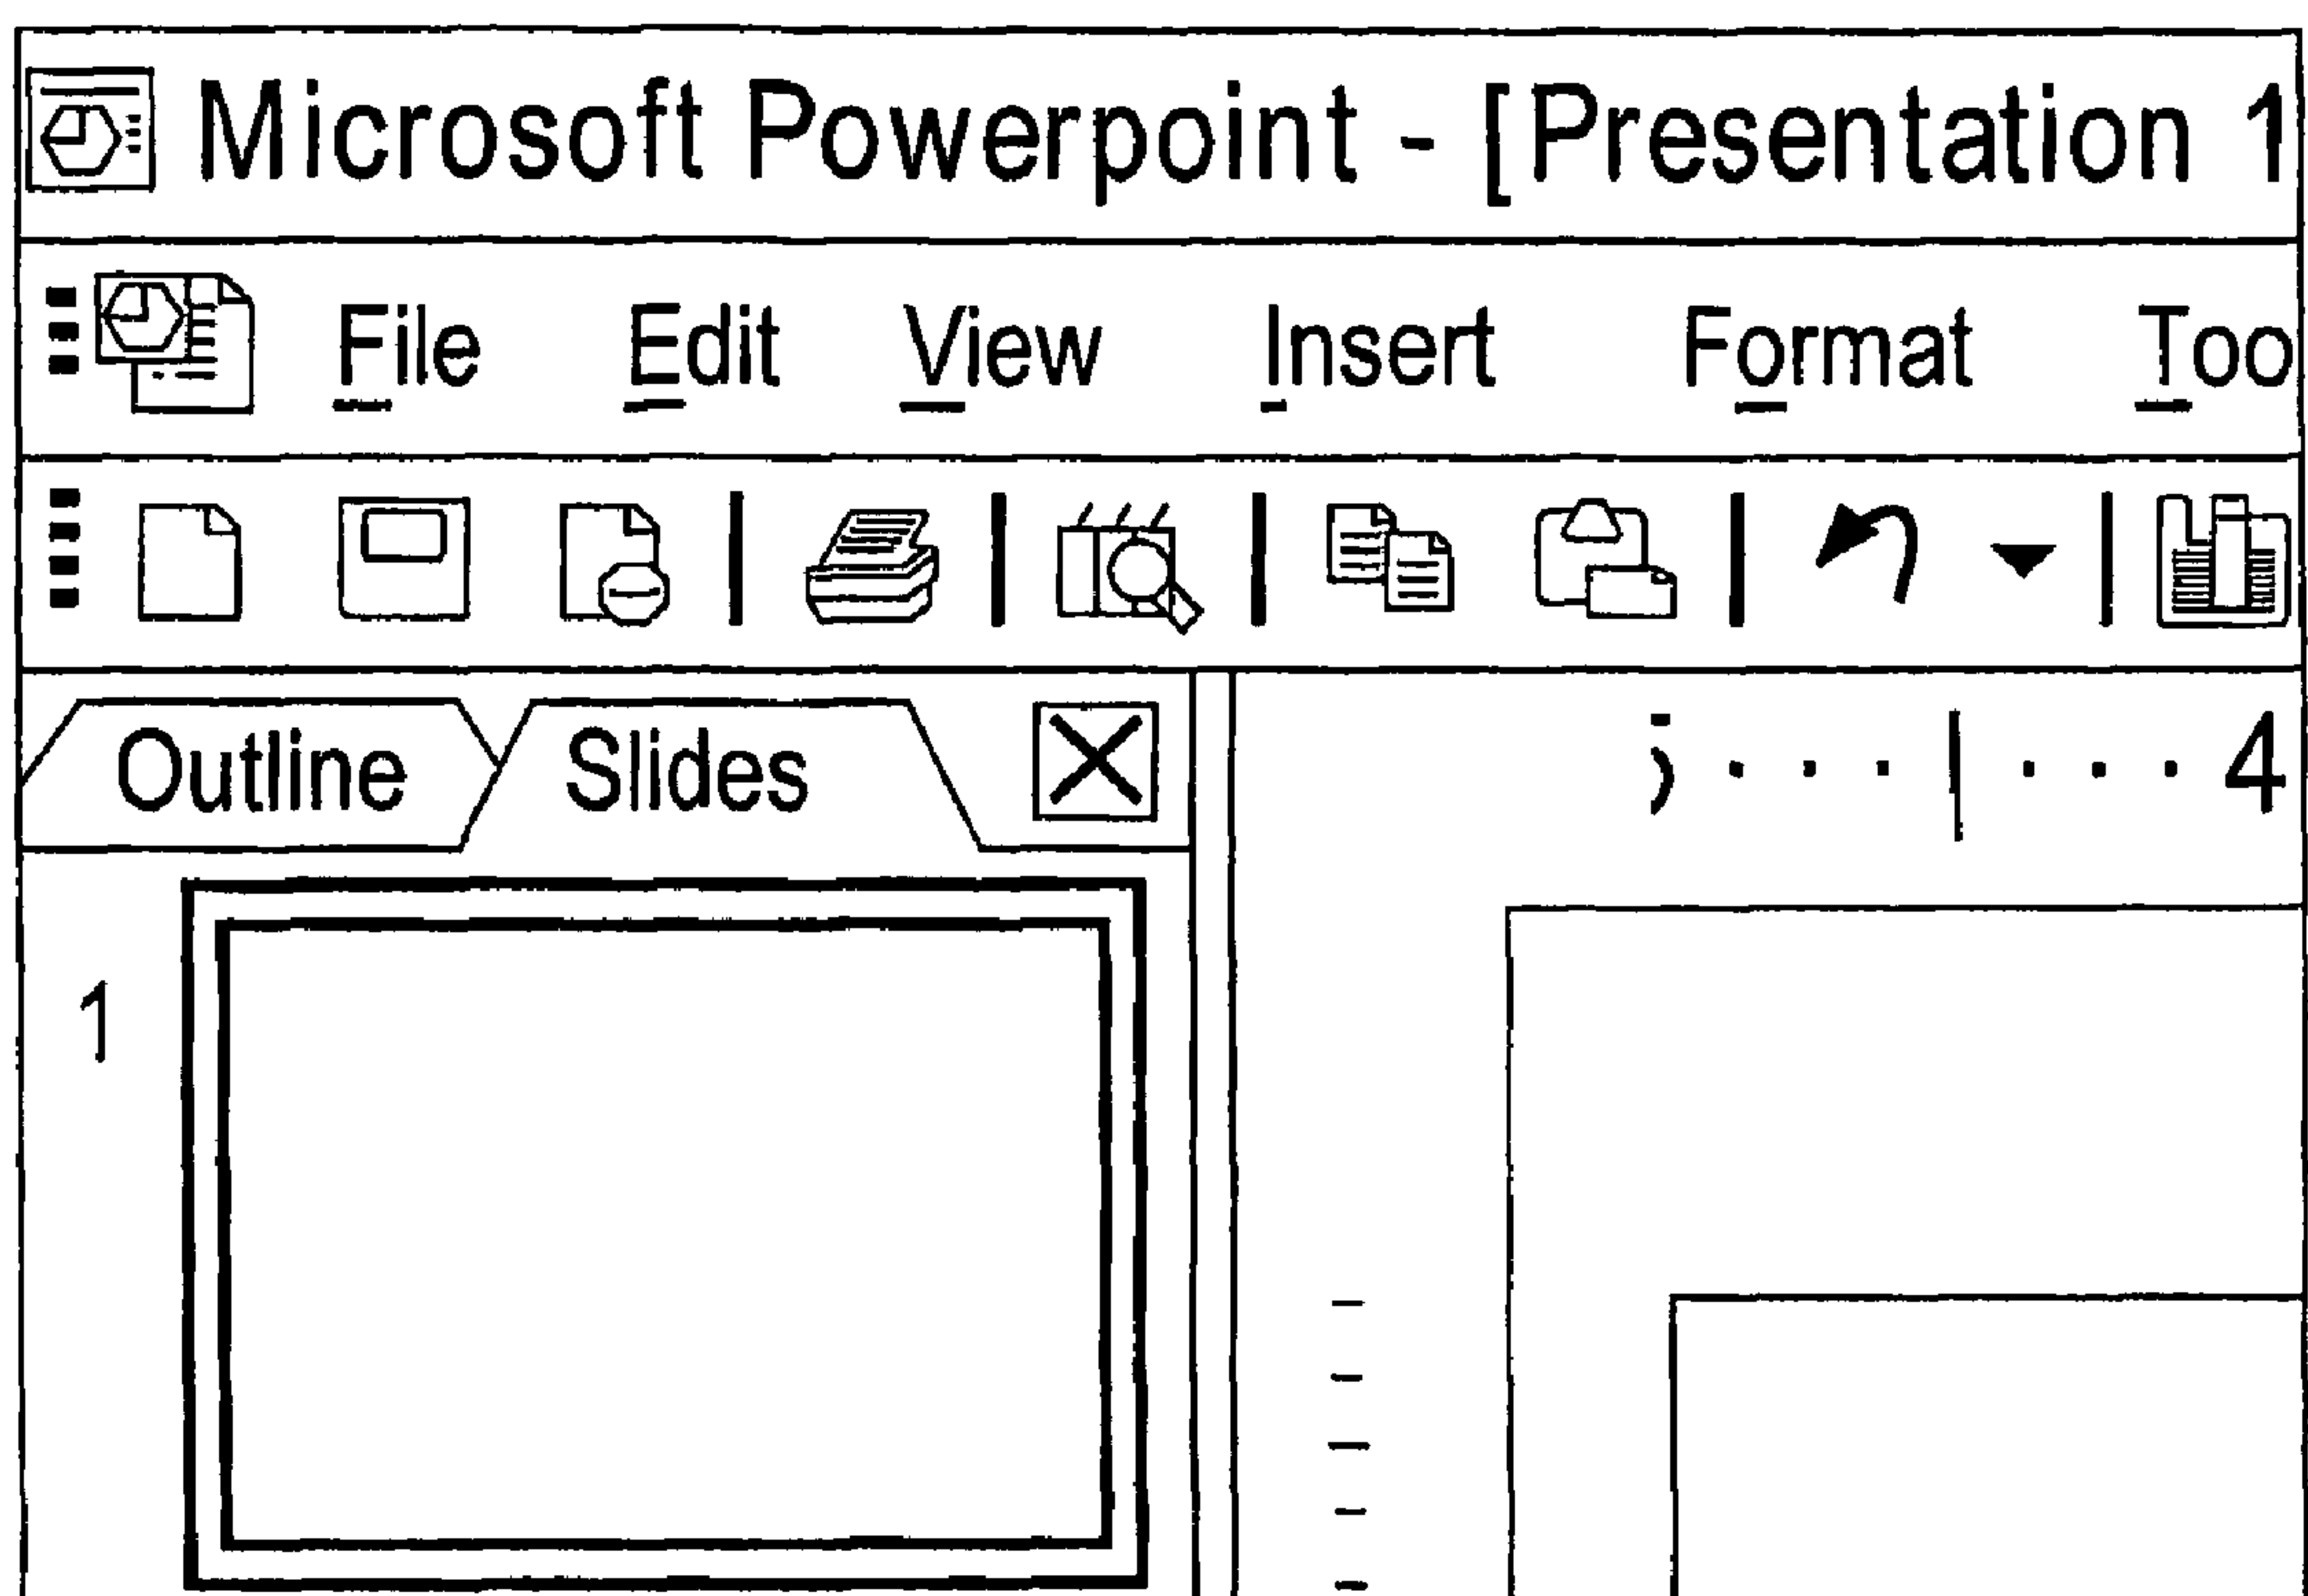 Microsoft Powerpoint - [Presentation 1
File Edit View Insert Format Too
Outline Slides
; · · · | · · · 4
1